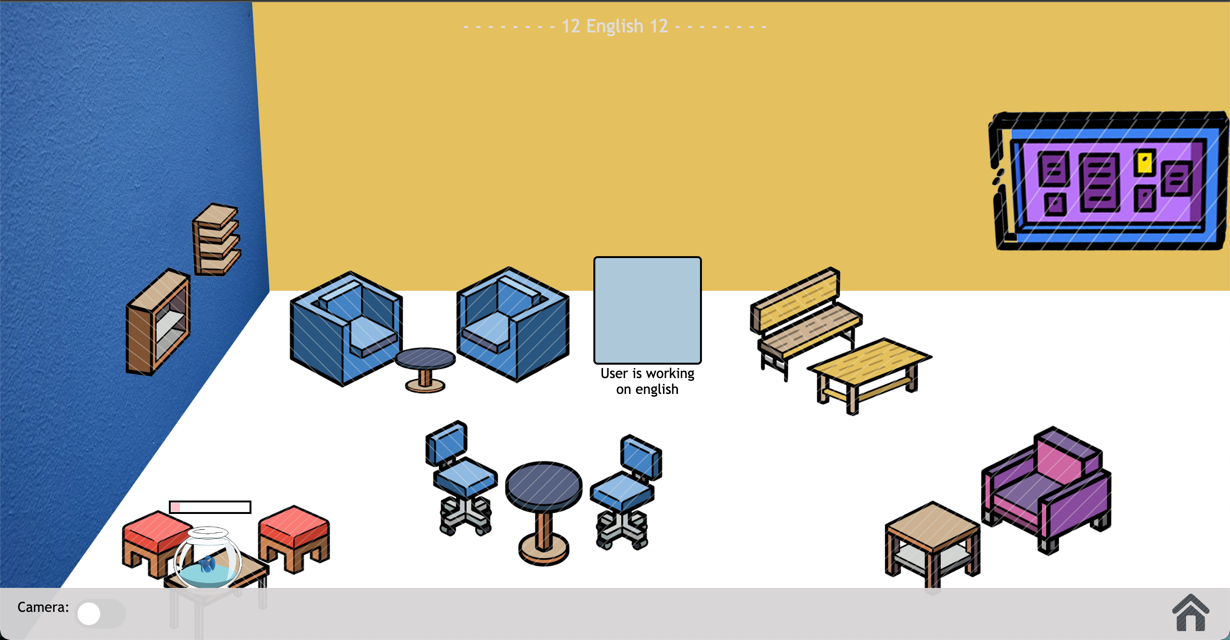 - - - - - - - - 12 English 12 - - - - - - - -
User is working
on english
Camera: